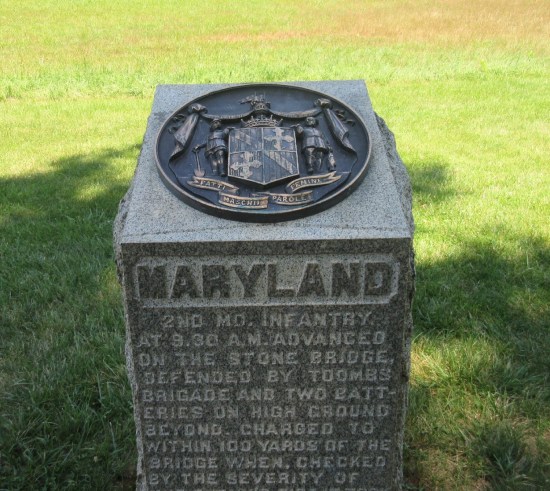 FATTI MASCHII PAROLE FEMINE
MARYLAND
2ND MD. INFANTRY.
AT 9.30 A.M. ADVANCED
ON THE STONE BRIDGE,
DEFENDED BY TOOMBS
BRIGADE AND TWO BATT-
ERIES ON HIGH GROUND
BEYOND. CHARGED TO
WITHIN 100 YARDS OF THE
BRIDGE WHEN, CHECKED
BY THE SEVERITY OF